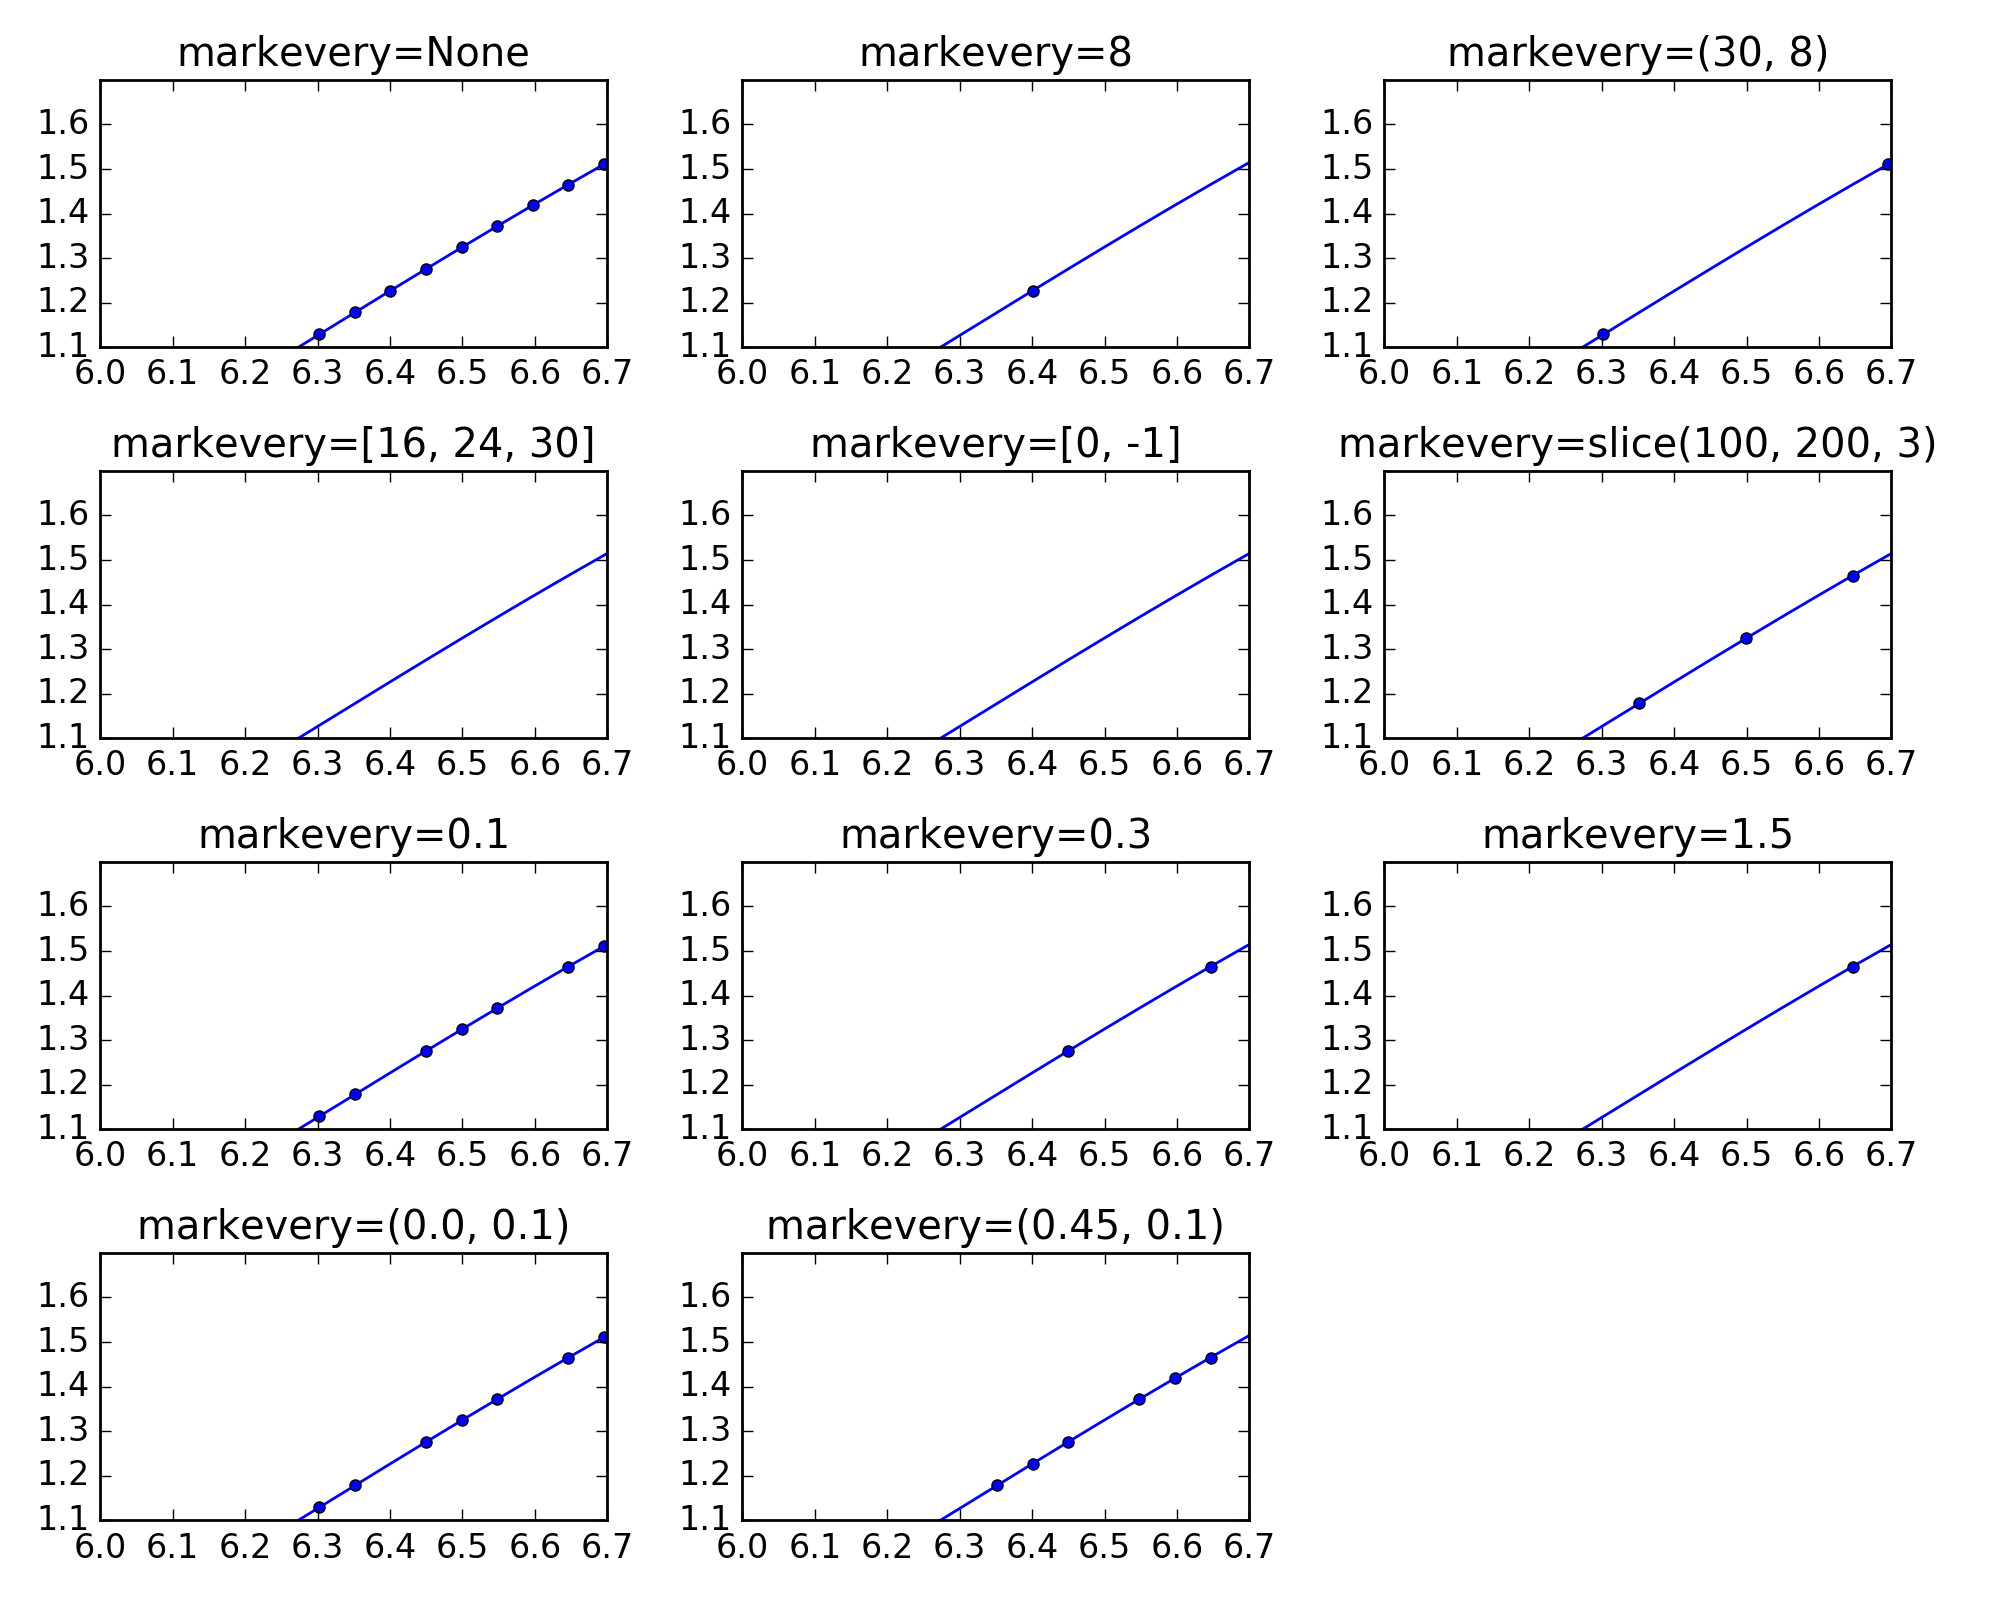 markevery=None markevery=8 markevery=(30, 8)
1.6 1.6 1.6
1.5 1.5 1.5
1.4 1.4 1.4
1.3 1.3 1.3
1.2 1.2 1.2
1.1 1.1 1.1
6.0 6.1 6.2 6.3 6.4 6.5 6.6 6.7 6.0 6.1 6.2 6.3 6.4 6.5 6.6 6.7 6.0 6.1 6.2 6.3 6.4 6.5 6.6 6.7
markevery=[16, 24, 30] markevery=[0, -1] markevery=slice(100, 200, 3)
1.6 1.6 1.6
1.5 1.5 1.5
1.4 1.4 1.4
1.3 1.3 1.3
1.2 1.2 1.2
1.1 1.1 1.1
6.0 6.1 6.2 6.3 6.4 6.5 6.6 6.7 6.0 6.1 6.2 6.3 6.4 6.5 6.6 6.7 6.0 6.1 6.2 6.3 6.4 6.5 6.6 6.7
markevery=0.1 markevery=0.3 markevery=1.5
1.6 1.6 1.6
1.5 1.5 1.5
1.4 1.4 1.4
1.3 1.3 1.3
1.2 1.2 1.2
1.1 1.1 1.1
6.0 6.1 6.2 6.3 6.4 6.5 6.6 6.7 6.0 6.1 6.2 6.3 6.4 6.5 6.6 6.7 6.0 6.1 6.2 6.3 6.4 6.5 6.6 6.7
markevery=(0.0, 0.1) markevery=(0.45, 0.1)
1.6 1.6
1.5 1.5
1.4 1.4
1.3 1.3
1.2 1.2
1.1 1.1
6.0 6.1 6.2 6.3 6.4 6.5 6.6 6.7 6.0 6.1 6.2 6.3 6.4 6.5 6.6 6.7